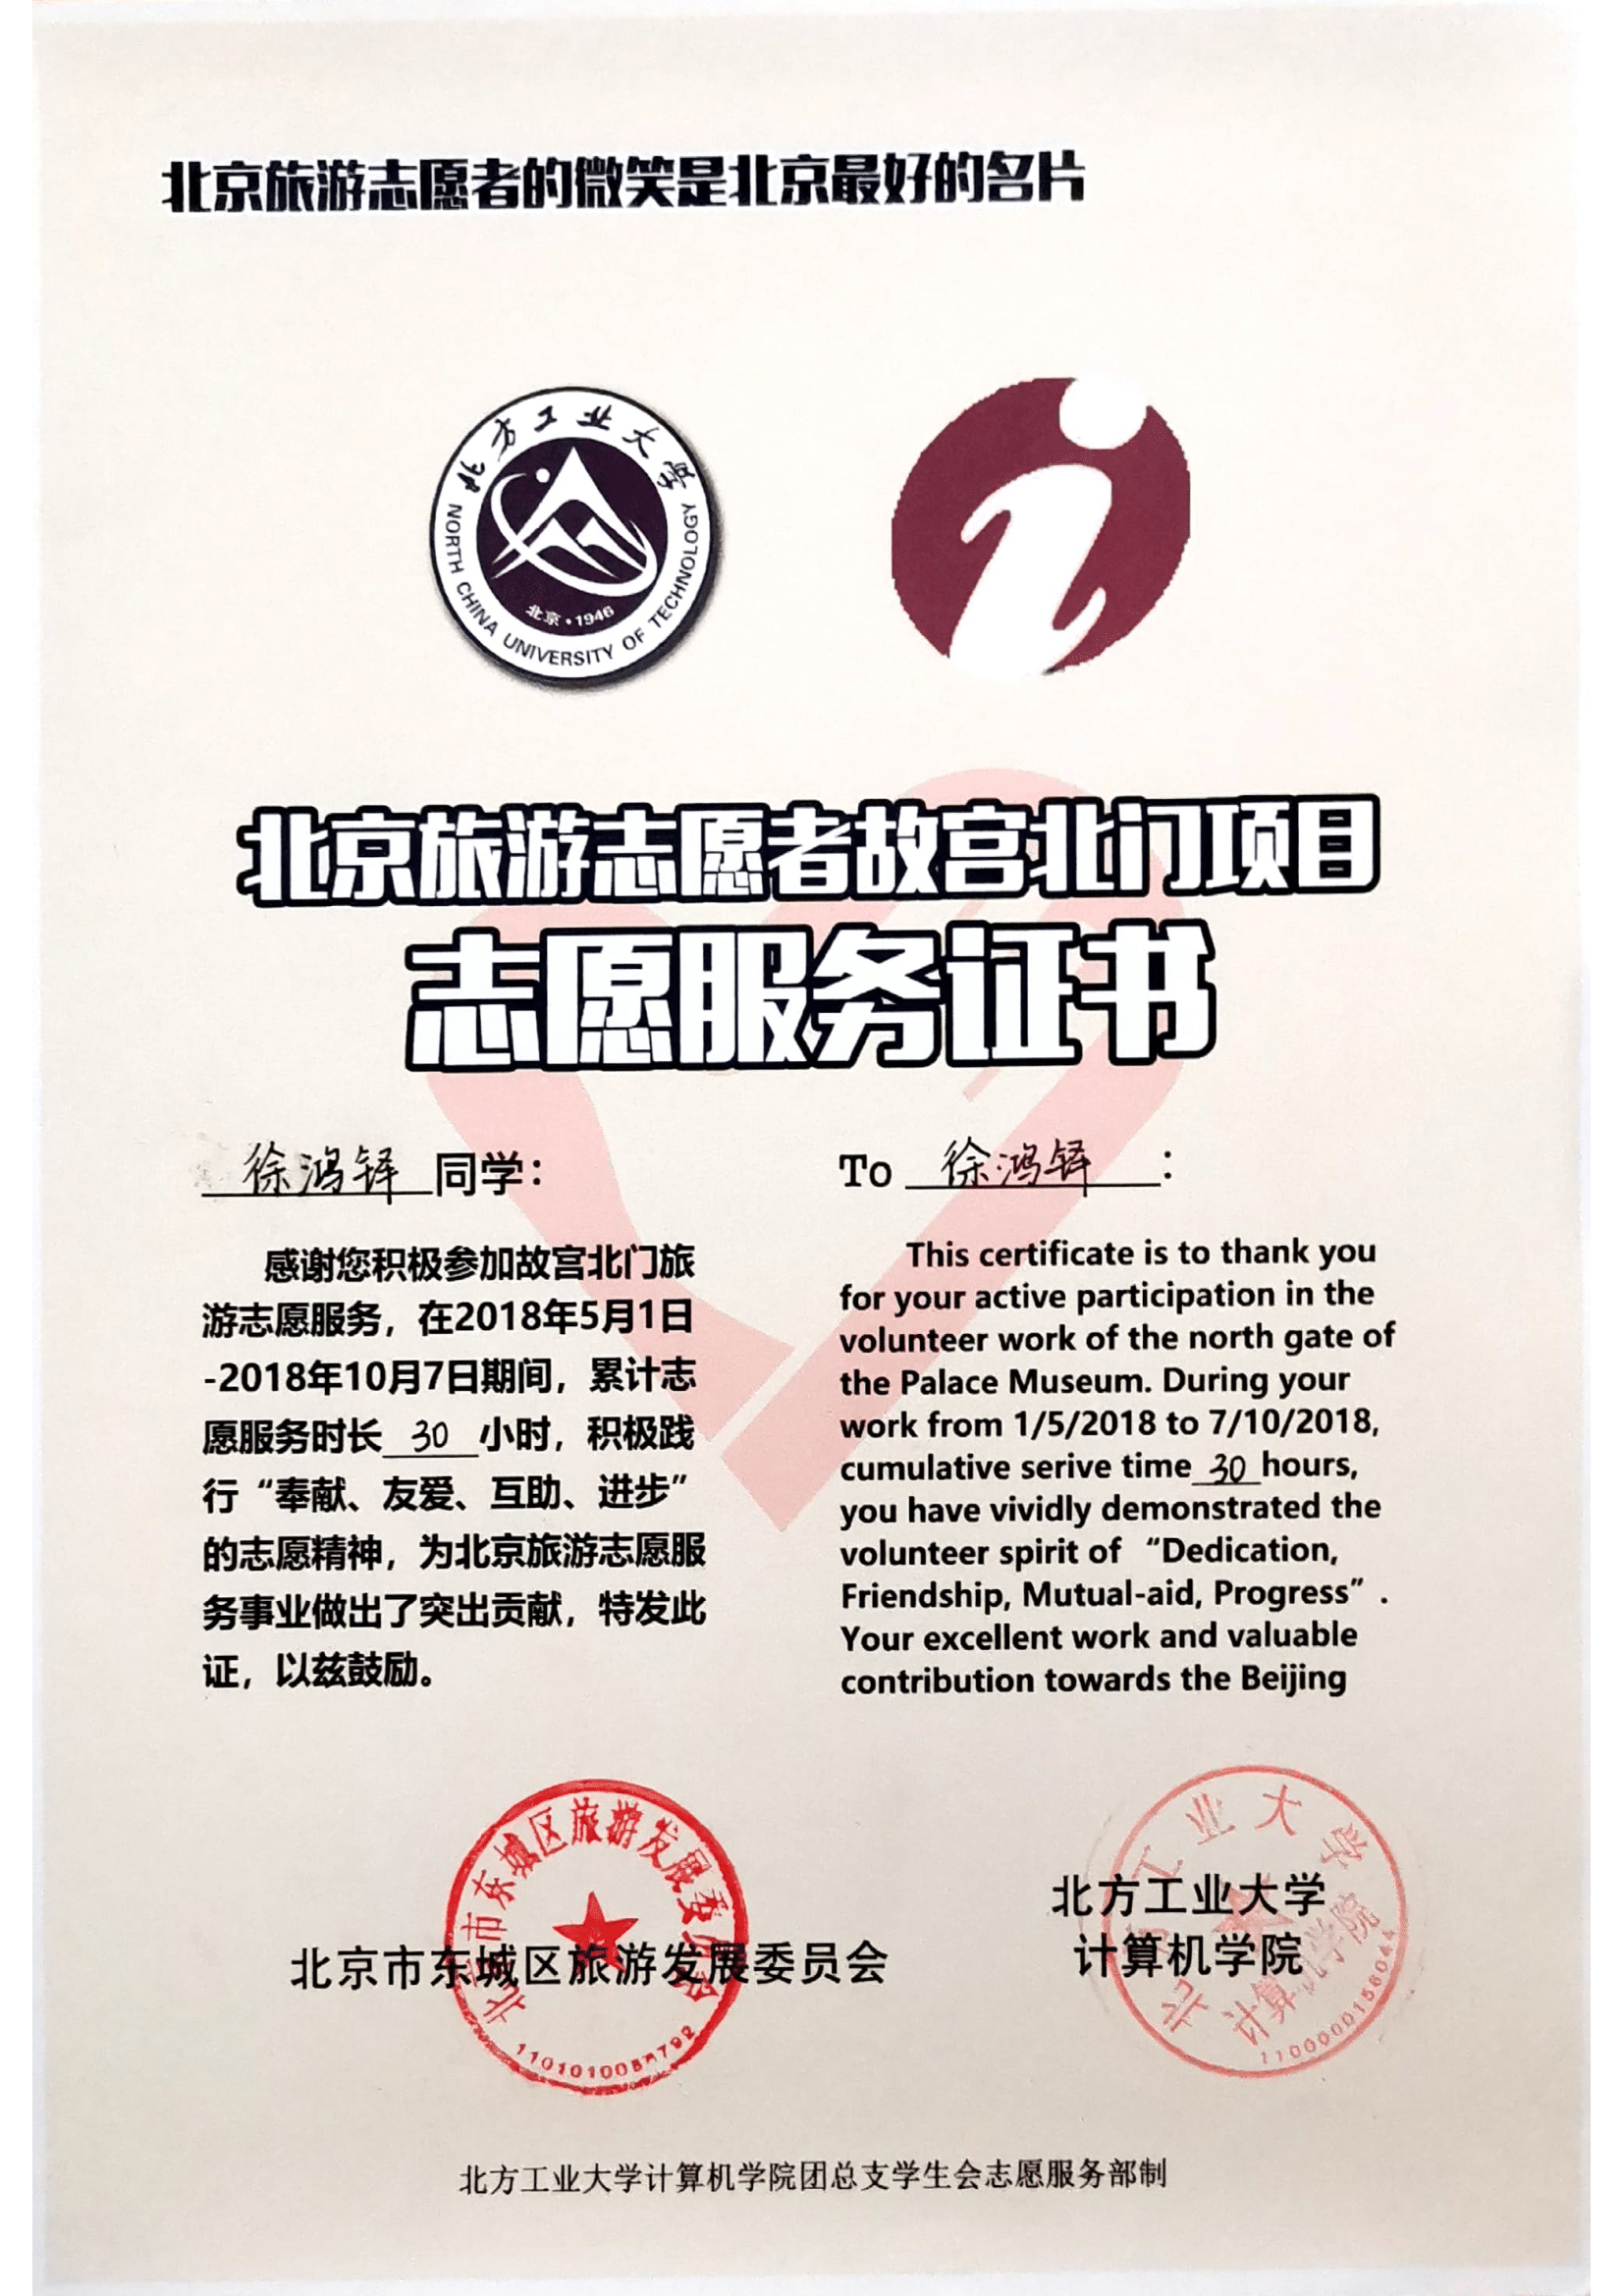 北京旅游志愿者的微笑是北京最好的名片
北方工业大学
北京·1946
NORTH CHINA UNIVERSITY OF TECHNOLOGY
北京旅游志愿者故宫北门项目
志愿服务证书
徐鸿铎 同学：
感谢您积极参加故宫北门旅
游志愿服务，在2018年5月1日
-2018年10月7日期间，累计志
愿服务时长 30 小时，积极践
行“奉献、友爱、互助、进步”
的志愿精神，为北京旅游志愿服
务事业做出了突出贡献，特发此
证，以兹鼓励。
To 徐鸿铎 :
This certificate is to thank you
for your active participation in the
volunteer work of the north gate of
the Palace Museum. During your
work from 1/5/2018 to 7/10/2018,
cumulative serive time 30 hours,
you have vividly demonstrated the
volunteer spirit of “Dedication,
Friendship, Mutual-aid, Progress” .
Your excellent work and valuable
contribution towards the Beijing
北京市东城区旅游发展委员会
北京市东城区旅游发展委员会
北方工业大学
计算机学院
北方工业大学
计算机学院
1100000156044
北方工业大学计算机学院团总支学生会志愿服务部制